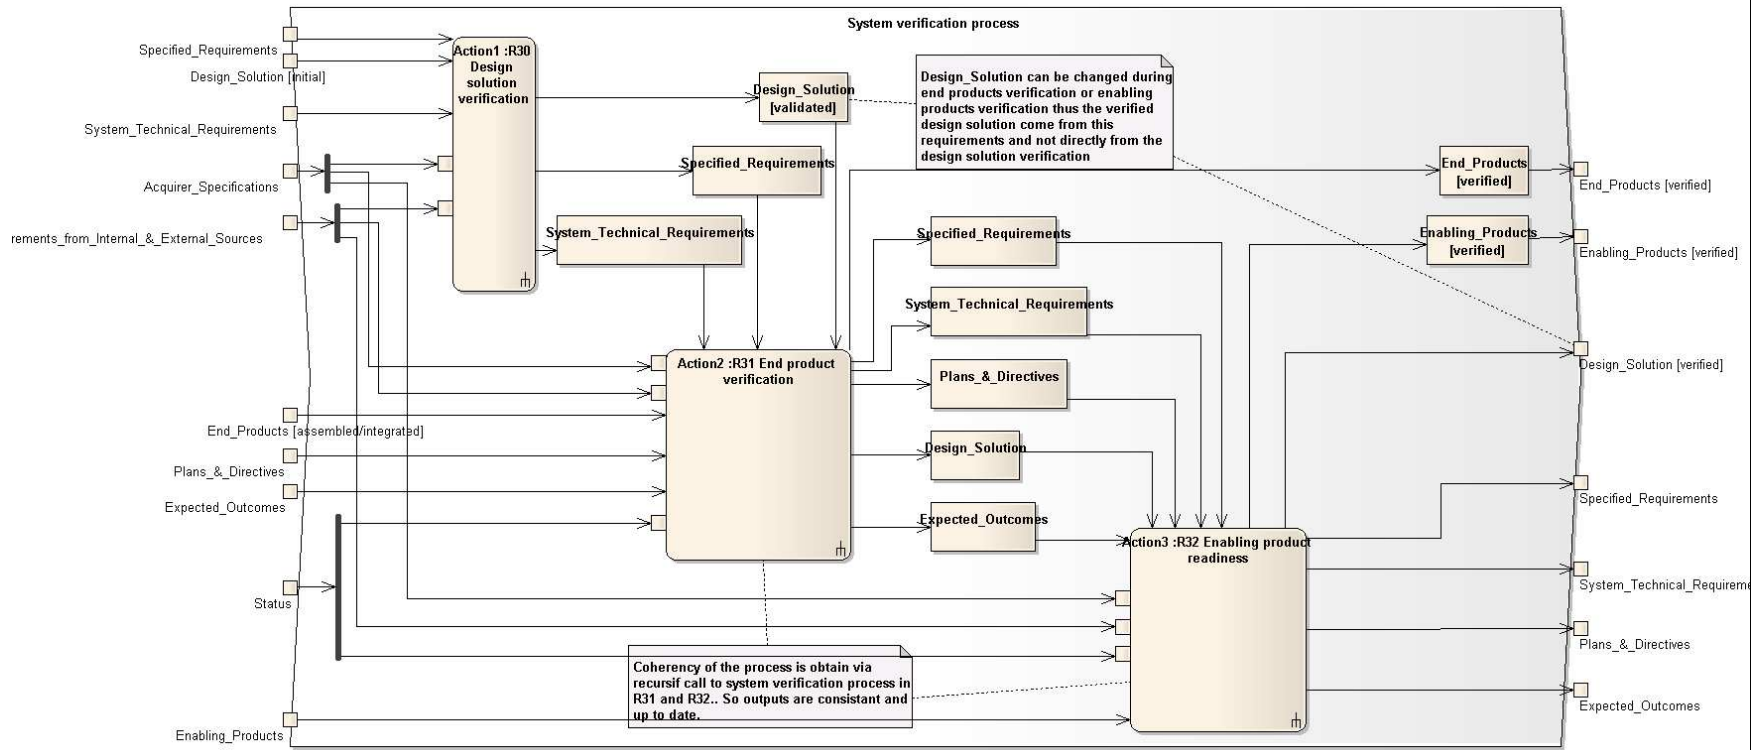 System verification process
Specified_Requirements
Design_Solution [initial]
System_Technical_Requirements
Acquirer_Specifications
rements_from_Internal_&_External_Sources
End_Products [assembled/integrated]
Plans_&_Directives
Expected_Outcomes
Status
Enabling_Products
Action1 :R30
Design
solution
verification
Design_Solution
[validated]
Specified_Requirements
System_Technical_Requirements
Design_Solution can be changed during
end products verification or enabling
products verification thus the verified
design solution come from this
requirements and not directly from the
design solution verification
Action2 :R31 End product
verification
Specified_Requirements
System_Technical_Requirements
Plans_&_Directives
Design_Solution
Expected_Outcomes
Coherency of the process is obtain via
recursif call to system verification process in
R31 and R32.. So outputs are consistant and
up to date.
Action3 :R32 Enabling product
readiness
End_Products
[verified]
Enabling_Products
[verified]
End_Products [verified]
Enabling_Products [verified]
Design_Solution [verified]
Specified_Requirements
System_Technical_Requireme
Plans_&_Directives
Expected_Outcomes